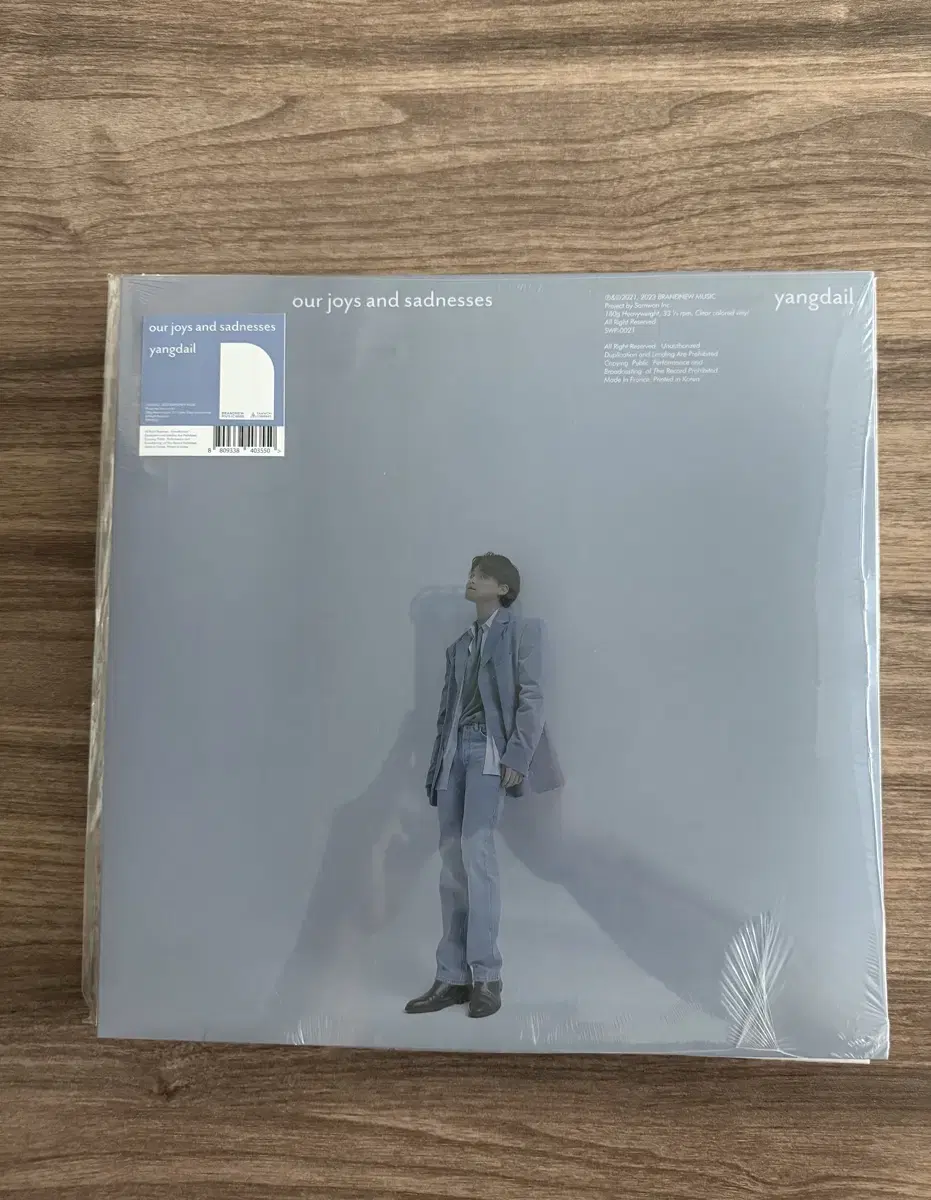 our joys and sadnesses
yangdail
our joys and sadnesses
yangdail
BRANDNEW
8 809338 403550
2021, 2023 BRANDNEW MUSIC
Project by Samwon Inc.
180g Heavyweight, 33 ⅓ rpm, Clear colored vinyl
All Right Reserved
SWP-0021
All Right Reserved. Unauthorized
Duplication and Lending Are Prohibited
Copying. Public. Performance and
Broadcasting. of The Record Prohibited.
Made In France. Printed in Korea